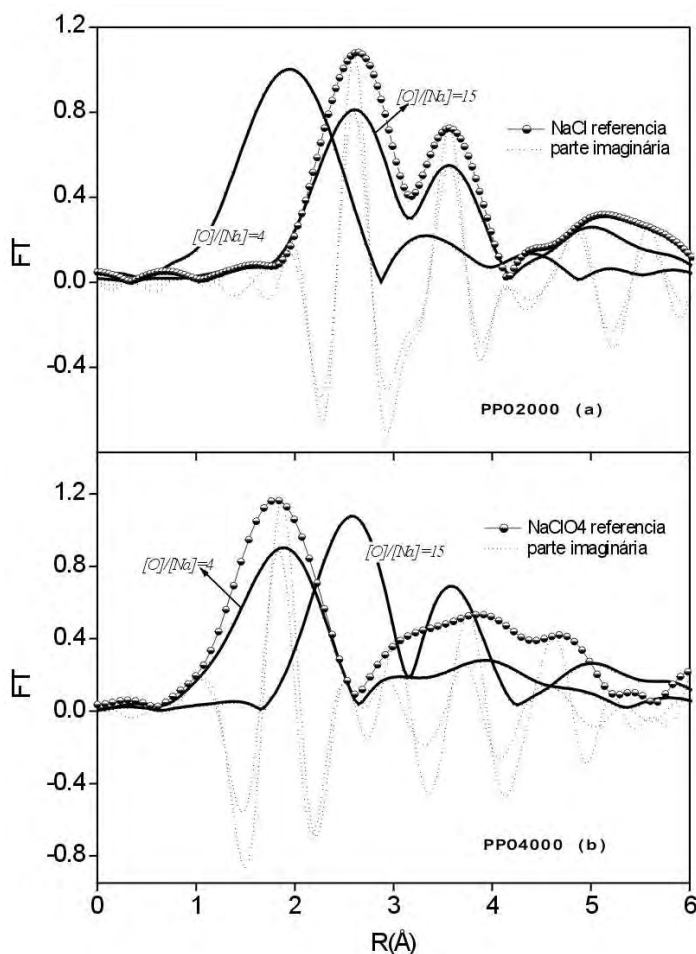 1.2
0.8
0.4
0.0
-0.4
FT
[O]/[Na]=15
[O]/[Na]=4
NaCl referencia
parte imaginária
PPO2000 (a)
1.2
0.8
0.4
0.0
-0.4
-0.8
FT
[O]/[Na]=4
[O]/[Na]=15
NaClO4 referencia
parte imaginária
PPO4000 (b)
0
1
2
3
4
5
6
R(Å)